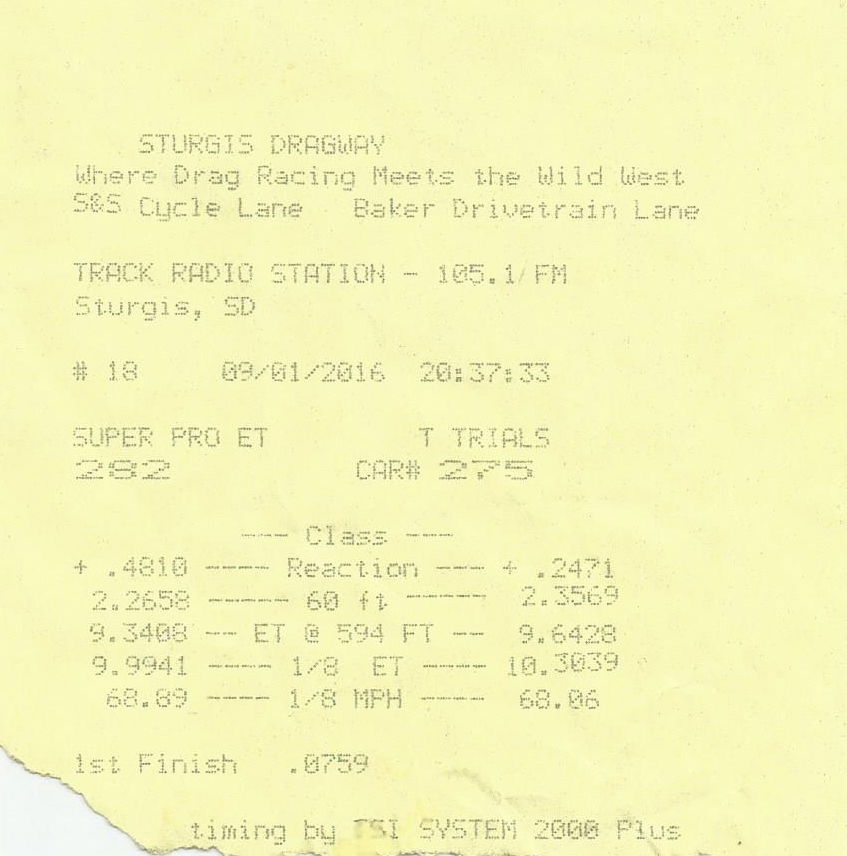 STURGIS DRAGWAY
Where Drag Racing Meets the Wild West
S&S Cycle Lane Baker Drivetrain Lane
TRACK RADIO STATION - 105.1 FM
Sturgis, SD
# 18 09/01/2016 20:37:33
SUPER PRO ET T TRIALS
282 CAR# 275
--- Class ---
+ .4810 ---- Reaction --- + .2471
2.2658 ----- 60 ft ----- 2.3569
9.3408 -- ET @ 594 FT -- 9.6428
9.9941 ---- 1/8 ET ---- 10.3039
68.89 ---- 1/8 MPH ---- 68.06
1st Finish .0759
timing by TSI SYSTEM 2000 Plus